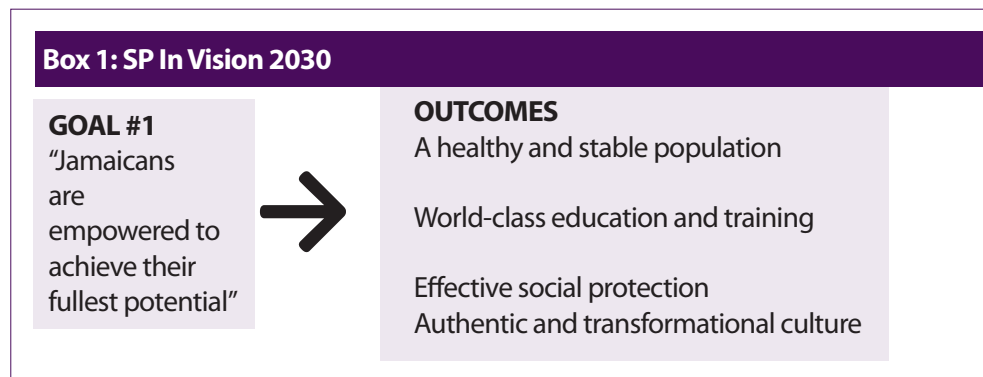 Box 1: SP In Vision 2030
GOAL #1
“Jamaicans
are
empowered to
achieve their
fullest potential”
OUTCOMES
A healthy and stable population
World-class education and training
Effective social protection
Authentic and transformational culture